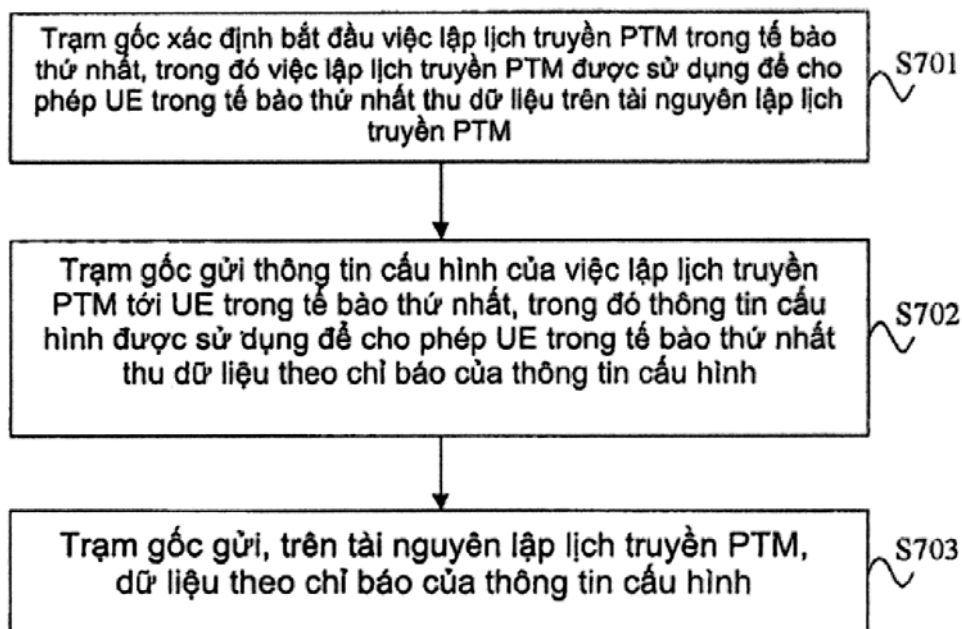 Trạm gốc xác định bắt đầu việc lập lịch truyền PTM trong tế bào
thứ nhất, trong đó việc lập lịch truyền PTM được sử dụng để cho
phép UE trong tế bào thứ nhất thu dữ liệu trên tài nguyên lập lịch
truyền PTM
S701
Trạm gốc gửi thông tin cấu hình của việc lập lịch truyền
PTM tới UE trong tế bào thứ nhất, trong đó thông tin cấu
hình được sử dụng để cho phép UE trong tế bào thứ nhất
thu dữ liệu theo chỉ báo của thông tin cấu hình
S702
Trạm gốc gửi, trên tài nguyên lập lịch truyền PTM,
dữ liệu theo chỉ báo của thông tin cấu hình
S703